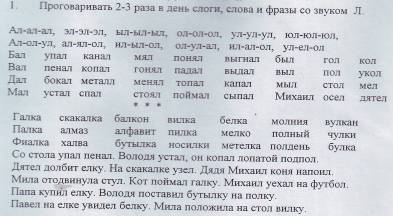 1. Проговаривать 2-3 раза в день слоги, слова и фразы со звуком Л.
Ал-ал-ал, эл-эл-эл, ыл-ыл-ыл, ол-ол-ол, ул-ул-ул, юл-юл-юл,
Ал-ол-ул, ал-ял-ол, ил-ыл-ол, ол-ул-ал, ил-ал-ол, ул-ел-ол
Бал упал канал мял понял выгнал был гол кол
Вал пенал копал гонял падал выдал выл пол укол
Дал бокал металл менял топал капал мыл стол мел
Мал устал спал стоял поймал сыпал Михаил осел дятел
* * *
Галка скакалка балкон вилка белка молния вулкан
Палка алмаз алфавит пилка мелко полный чулки
Фиалка халва бутылка носилки метелка полдень булка
Со стола упал пенал. Володя устал, он копал лопатой подпол.
Дятел долбит елку. На скакалке узел. Дядя Михаил коня напоил.
Мила отодвинула стул. Кот поймал галку. Михаил уехал на футбол.
Папа купил елку. Володя поставил бутылку на полку.
Павел на елке увидел белку. Мила положила на стол вилку.